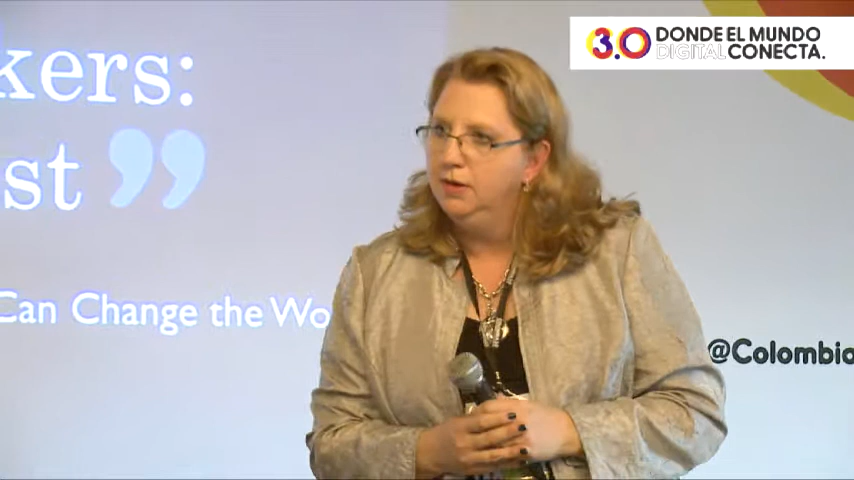 kers:
st ”
Can Change the Wo
3.0 DONDE EL MUNDO
DIGITAL CONECTA.
@Colombia